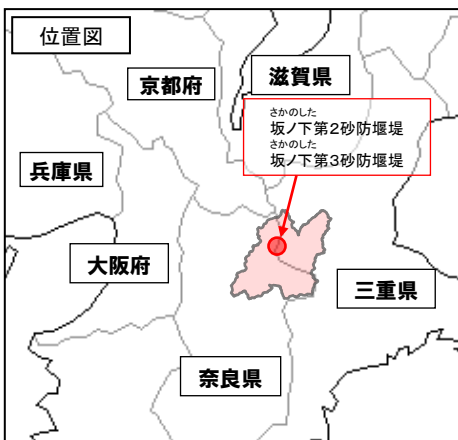 位置図
京都府
滋賀県
さかのした
坂ノ下第2砂防堰堤
さかのした
坂ノ下第3砂防堰堤
兵庫県
大阪府
三重県
奈良県